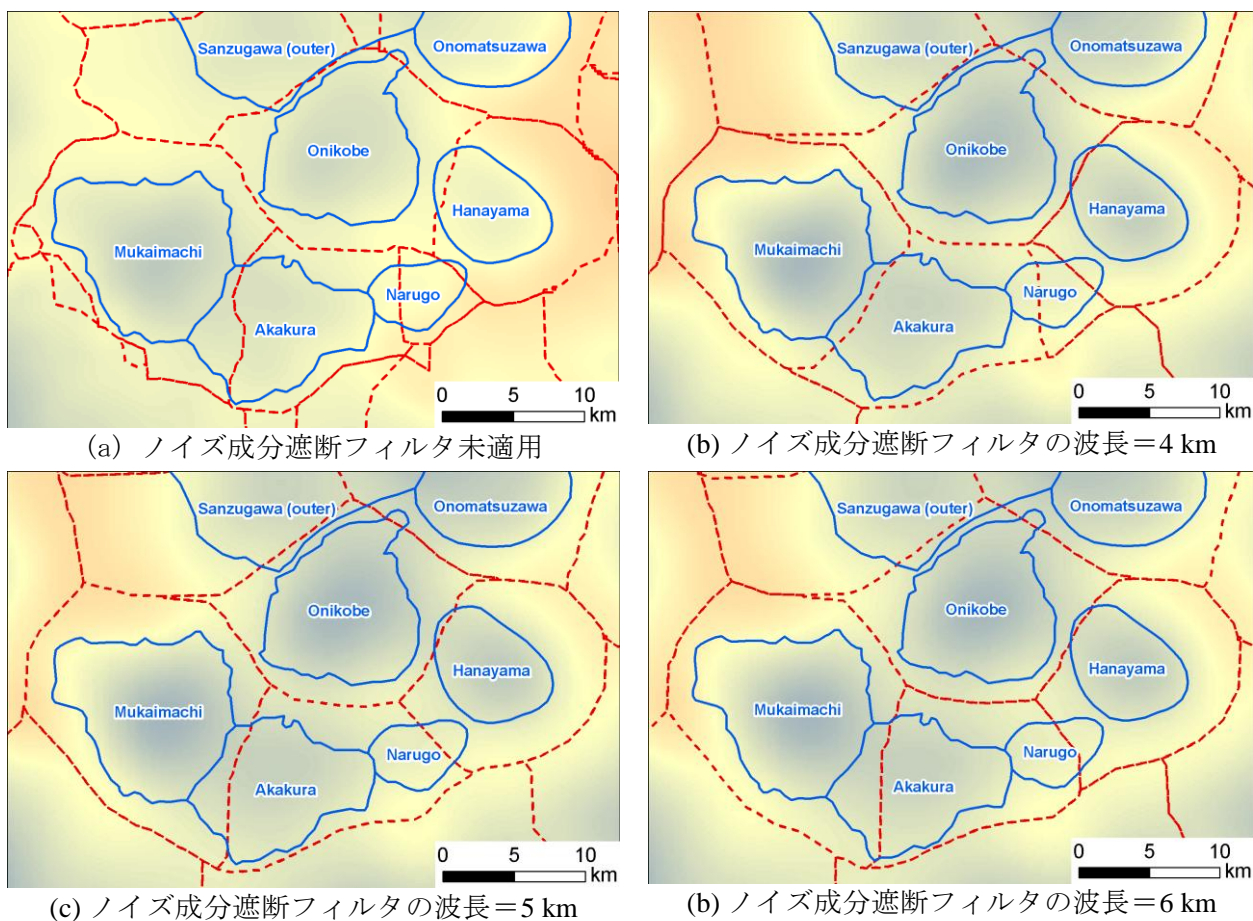 Sanzugawa (outer)
Onomatsuzawa
Onikobe
Hanayama
Mukaimachi
Narugo
Akakura
0 5 10
km
(a) ノイズ成分遮断フィルタ未適用
Sanzugawa (outer)
Onomatsuzawa
Onikobe
Hanayama
Mukaimachi
Narugo
Akakura
0 5 10
km
(b) ノイズ成分遮断フィルタの波長＝4 km
Sanzugawa (outer)
Onomatsuzawa
Onikobe
Hanayama
Mukaimachi
Narugo
Akakura
0 5 10
km
(c) ノイズ成分遮断フィルタの波長＝5 km
Sanzugawa (outer)
Onomatsuzawa
Onikobe
Hanayama
Mukaimachi
Narugo
Akakura
0 5 10
km
(b) ノイズ成分遮断フィルタの波長＝6 km